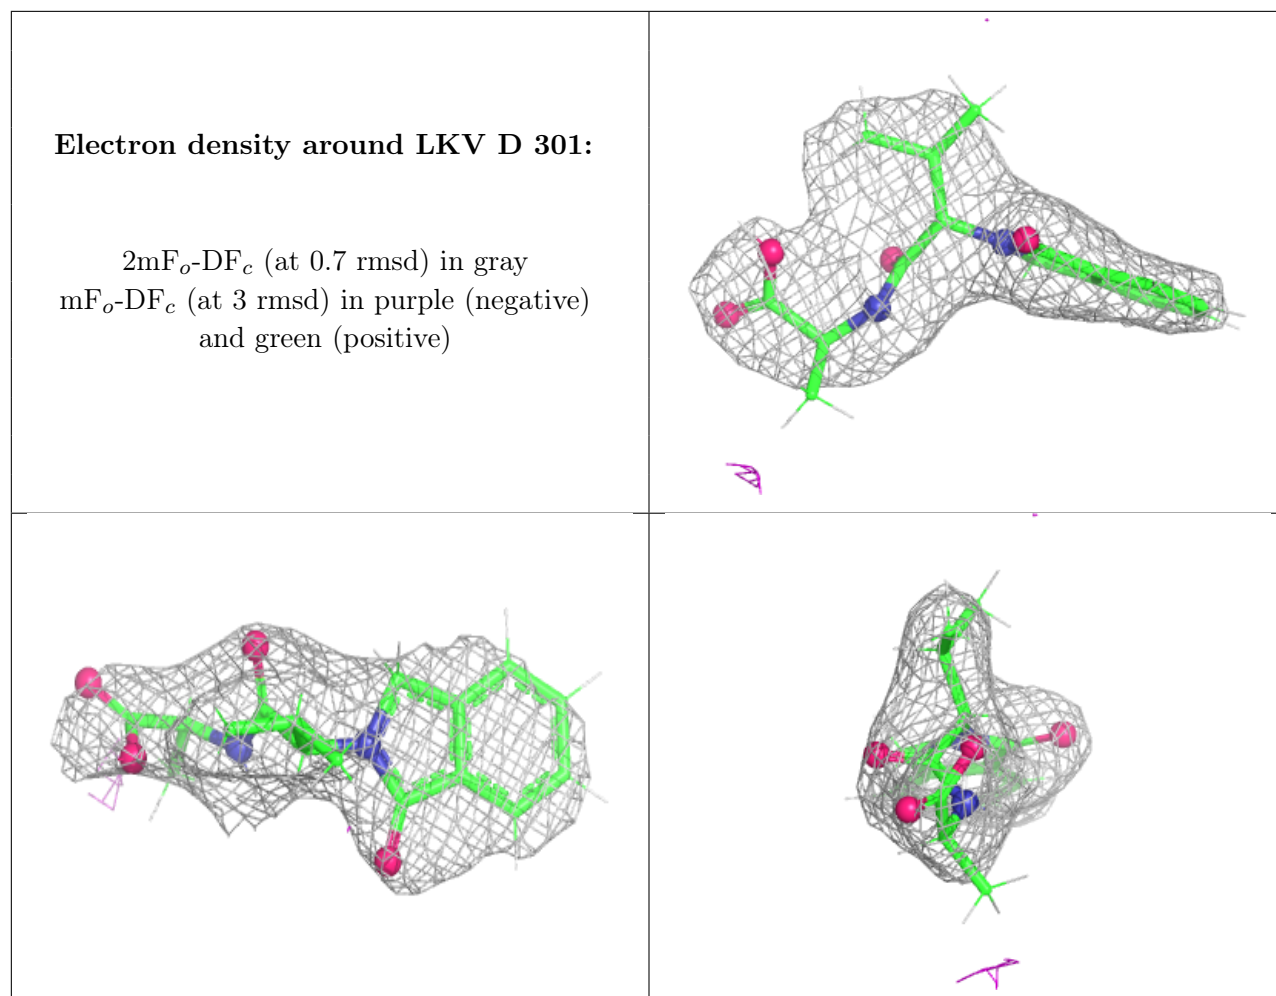 Electron density around LKV D 301:
2mFo-DFc (at 0.7 rmsd) in gray
mFo-DFc (at 3 rmsd) in purple (negative)
and green (positive)